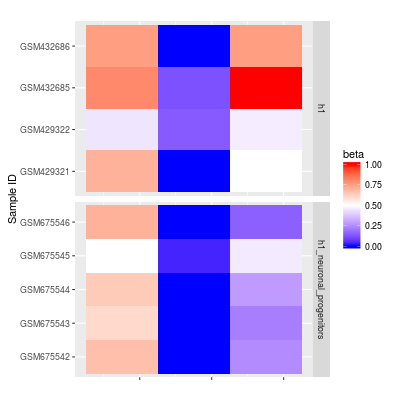 GSM432686
GSM432685
GSM429322
GSM429321
h1
Sample ID
GSM675546
GSM675545
GSM675544
GSM675543
GSM675542
h1_neuronal_progenitors
beta
1.00
0.75
0.50
0.25
0.00